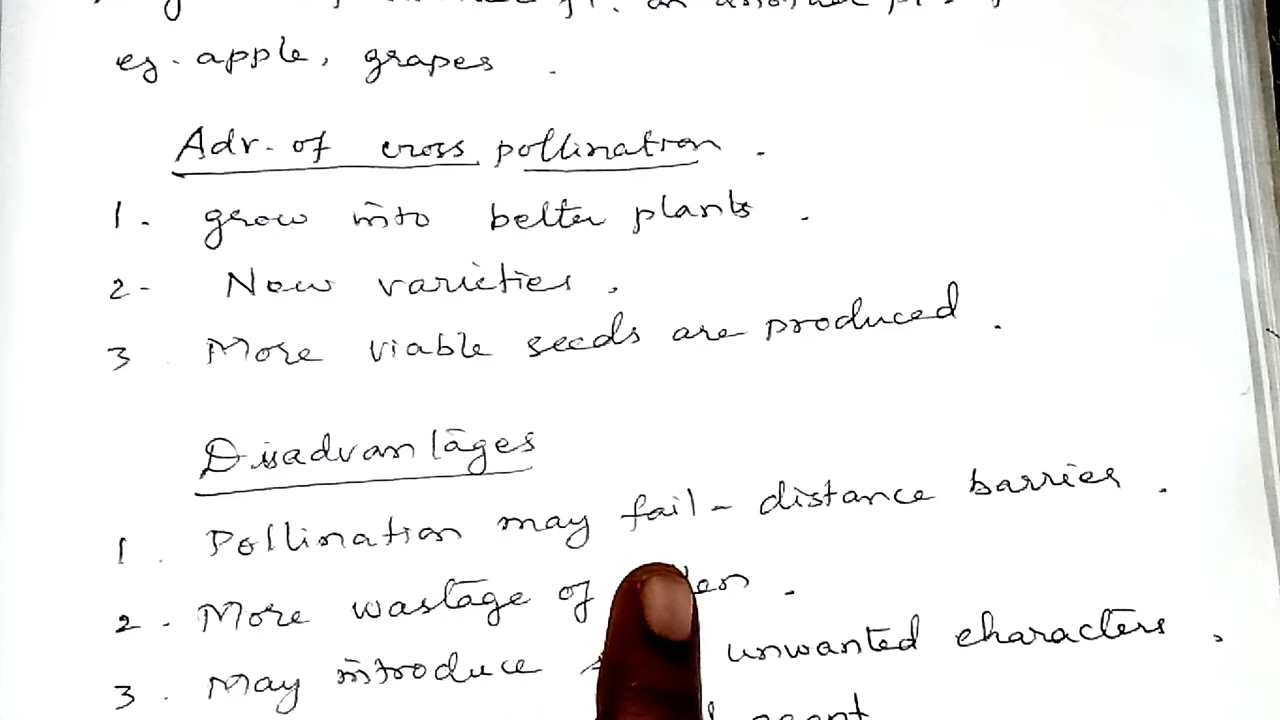 eg. apple, grapes.
Adv. of cross pollination.
1. grow into better plants.
2- New varieties.
3 More viable seeds are produced.
Disadvantages
1. Pollination may fail - distance barrier.
2. More wastage of
3. May introduce unwanted characters,
agent